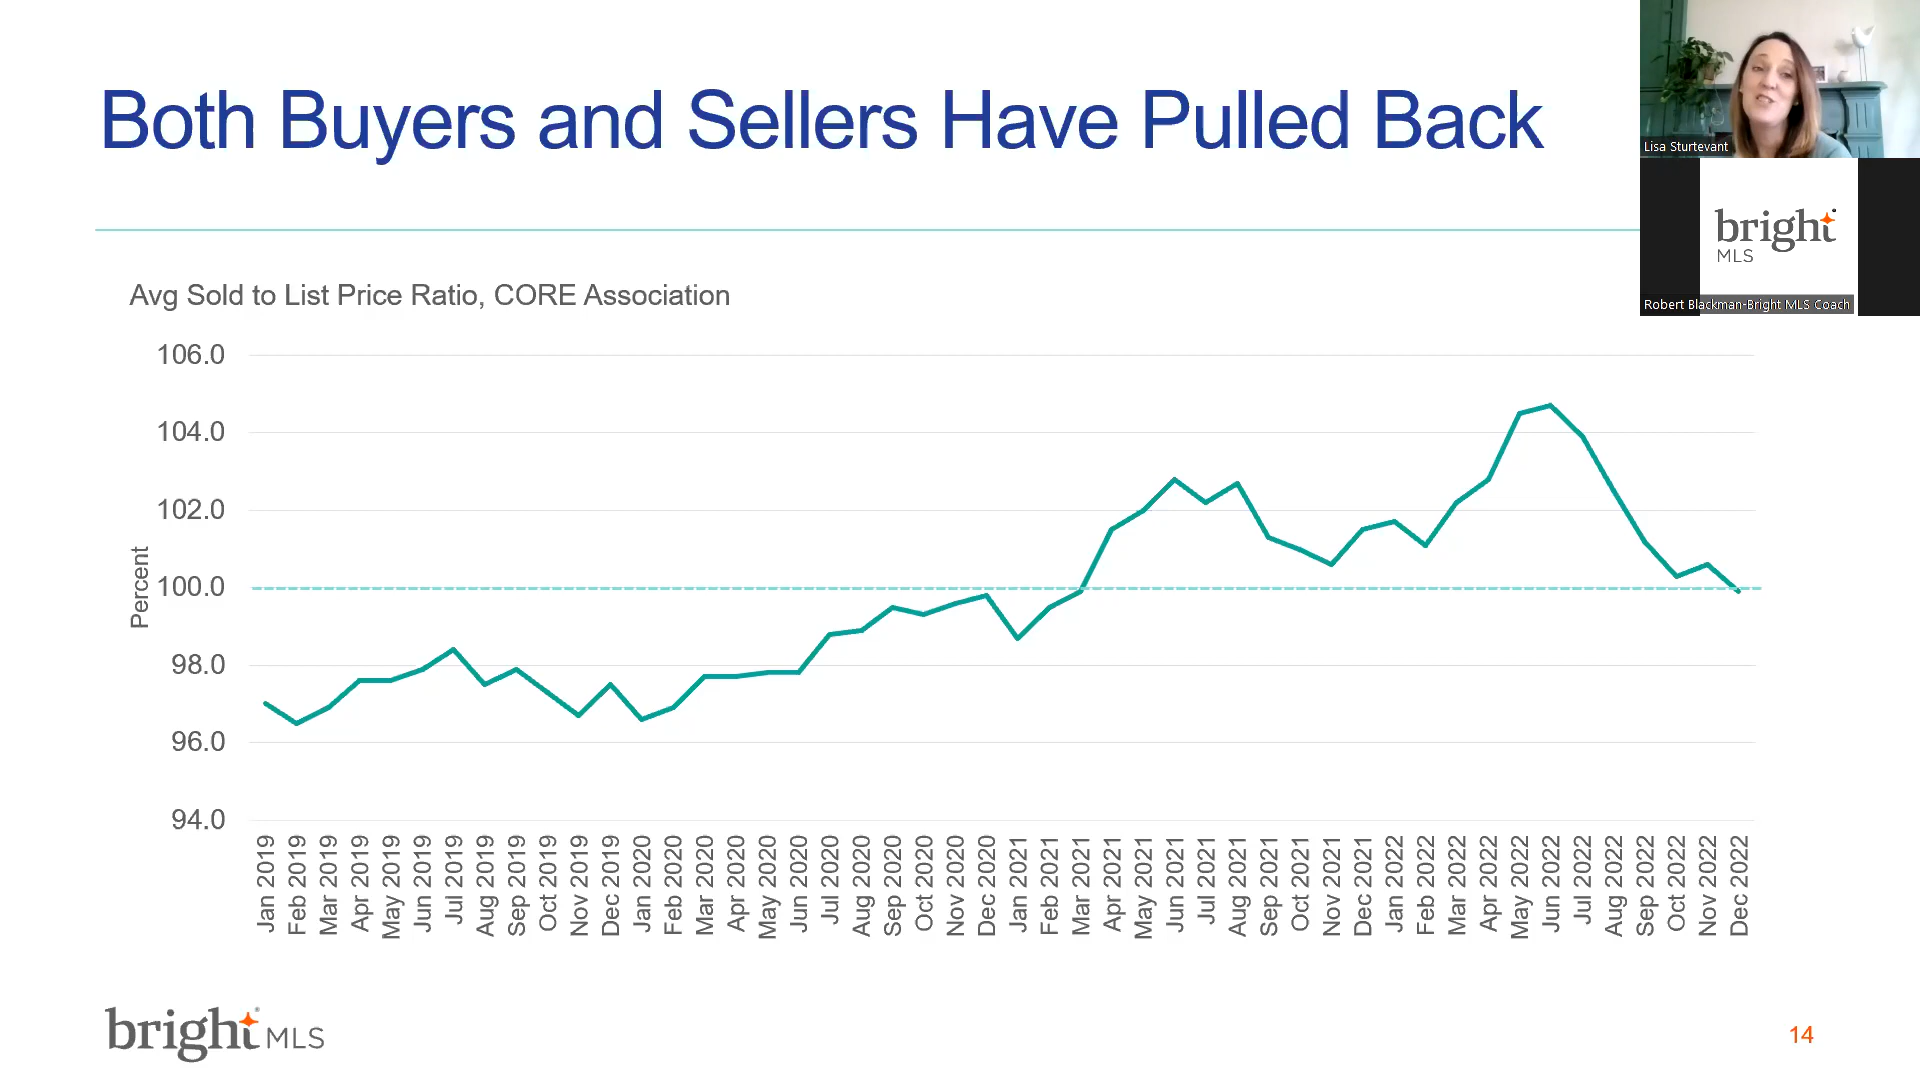 Both Buyers and Sellers Have Pulled Back
Lisa Sturtevant
bright
MLS
Robert Blackman-Bright MLS Coach
Avg Sold to List Price Ratio, CORE Association
Percent
106.0
104.0
102.0
100.0
98.0
96.0
94.0
Jan 2019
Feb 2019
Mar 2019
Apr 2019
May 2019
Jun 2019
Jul 2019
Aug 2019
Sep 2019
Oct 2019
Nov 2019
Dec 2019
Jan 2020
Feb 2020
Mar 2020
Apr 2020
May 2020
Jun 2020
Jul 2020
Aug 2020
Sep 2020
Oct 2020
Nov 2020
Dec 2020
Jan 2021
Feb 2021
Mar 2021
Apr 2021
May 2021
Jun 2021
Jul 2021
Aug 2021
Sep 2021
Oct 2021
Nov 2021
Dec 2021
Jan 2022
Feb 2022
Mar 2022
Apr 2022
May 2022
Jun 2022
Jul 2022
Aug 2022
Sep 2022
Oct 2022
Nov 2022
Dec 2022
bright MLS
14